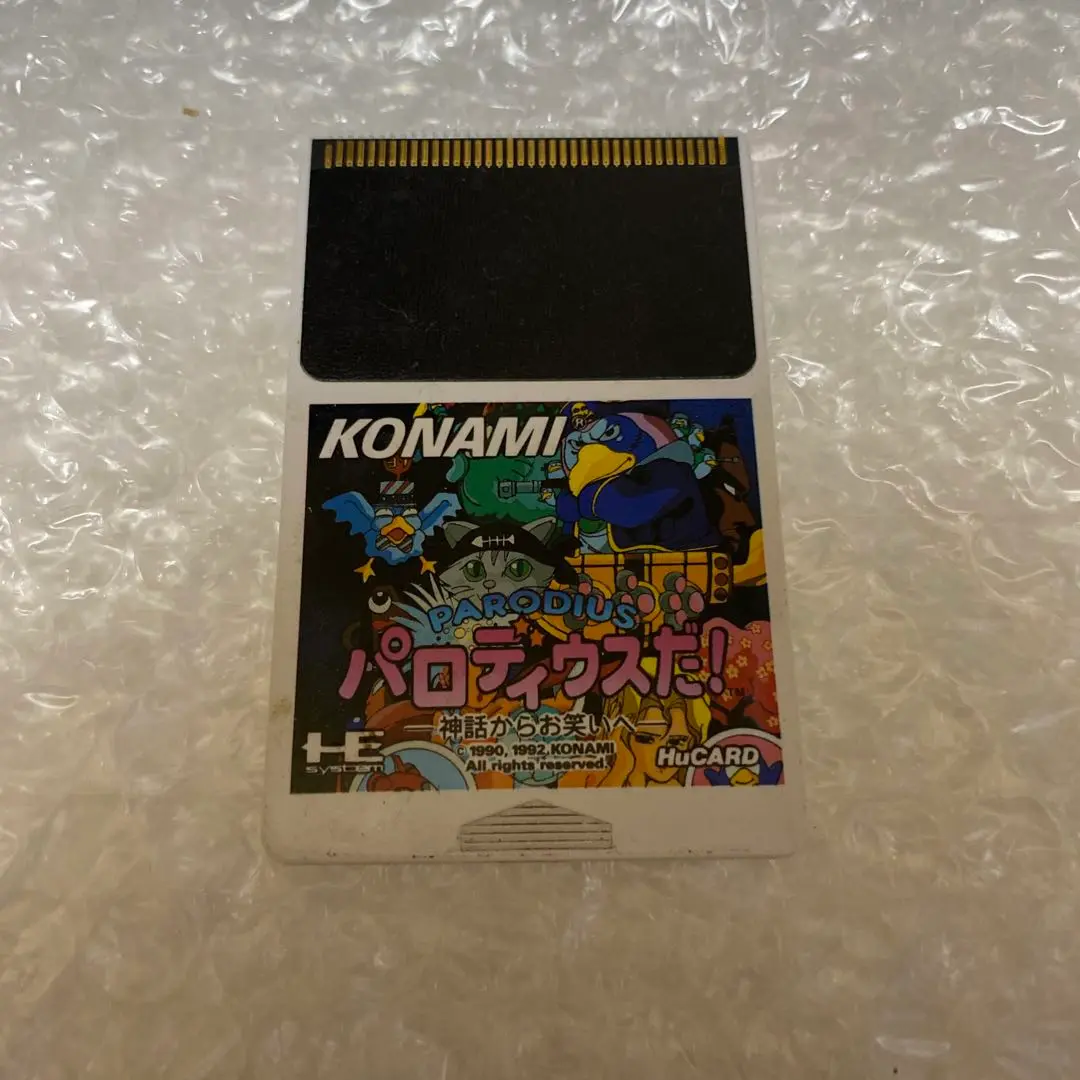 KONAMI
PARODIUS
パロディウスだ!
TM
—神話からお笑いへ—
© 1990, 1992 KONAMI
All rights reserved.
HE
SYSTEM
HuCARD